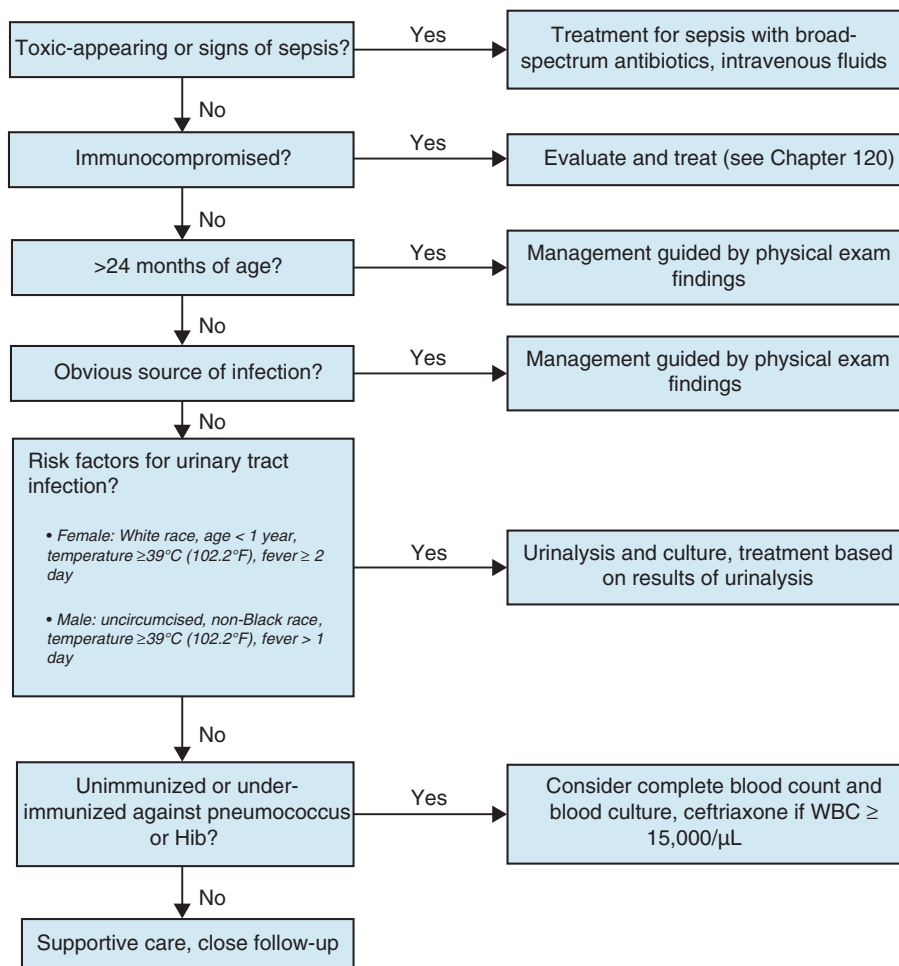 Toxic-appearing or signs of sepsis?
Yes
Treatment for sepsis with broad-
spectrum antibiotics, intravenous fluids
No
Immunocompromised?
Yes
Evaluate and treat (see Chapter 120)
No
>24 months of age?
Yes
Management guided by physical exam
findings
No
Obvious source of infection?
Yes
Management guided by physical exam
findings
No
Risk factors for urinary tract
infection?
• Female: White race, age < 1 year,
temperature ≥39°C (102.2°F), fever ≥ 2
day
• Male: uncircumcised, non-Black race,
temperature ≥39°C (102.2°F), fever > 1
day
Yes
Urinalysis and culture, treatment based
on results of urinalysis
No
Unimmunized or under-
immunized against pneumococcus
or Hib?
Yes
Consider complete blood count and
blood culture, ceftriaxone if WBC ≥
15,000/µL
No
Supportive care, close follow-up